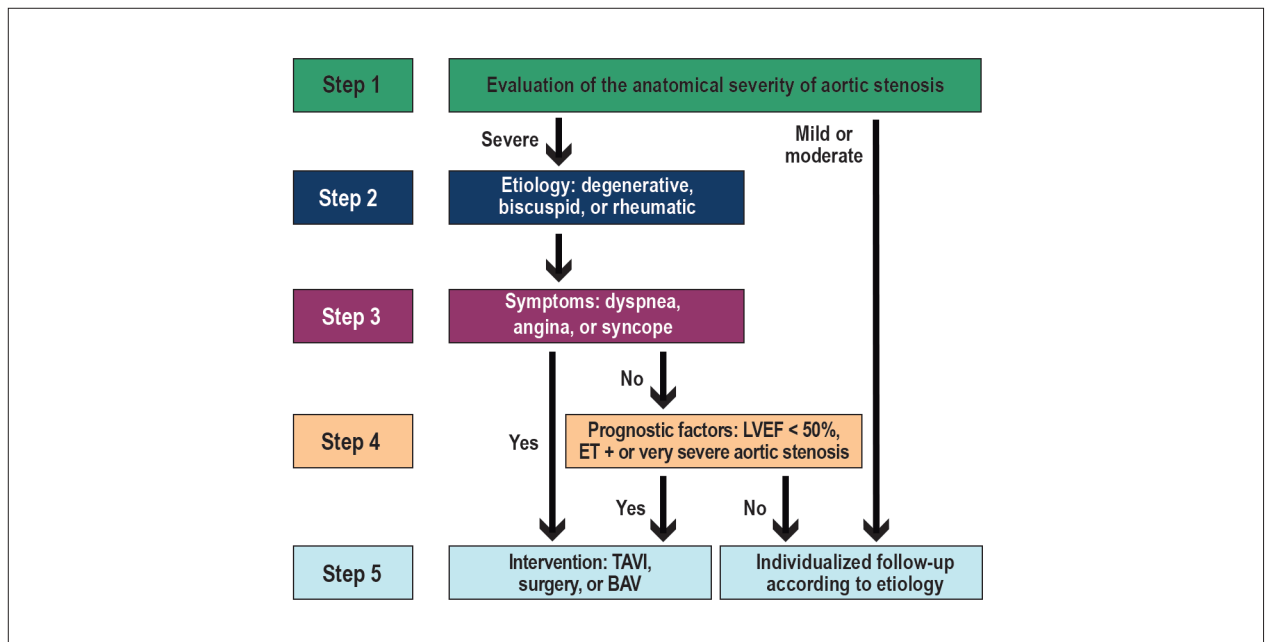 Step 1
Evaluation of the anatomical severity of aortic stenosis
Severe
Mild or
moderate
Step 2
Etiology: degenerative,
biscuspid, or rheumatic
Step 3
Symptoms: dyspnea,
angina, or syncope
No
Yes
Step 4
Prognostic factors: LVEF < 50%,
ET + or very severe aortic stenosis
Yes
No
Step 5
Intervention: TAVI,
surgery, or BAV
Individualized follow-up
according to etiology